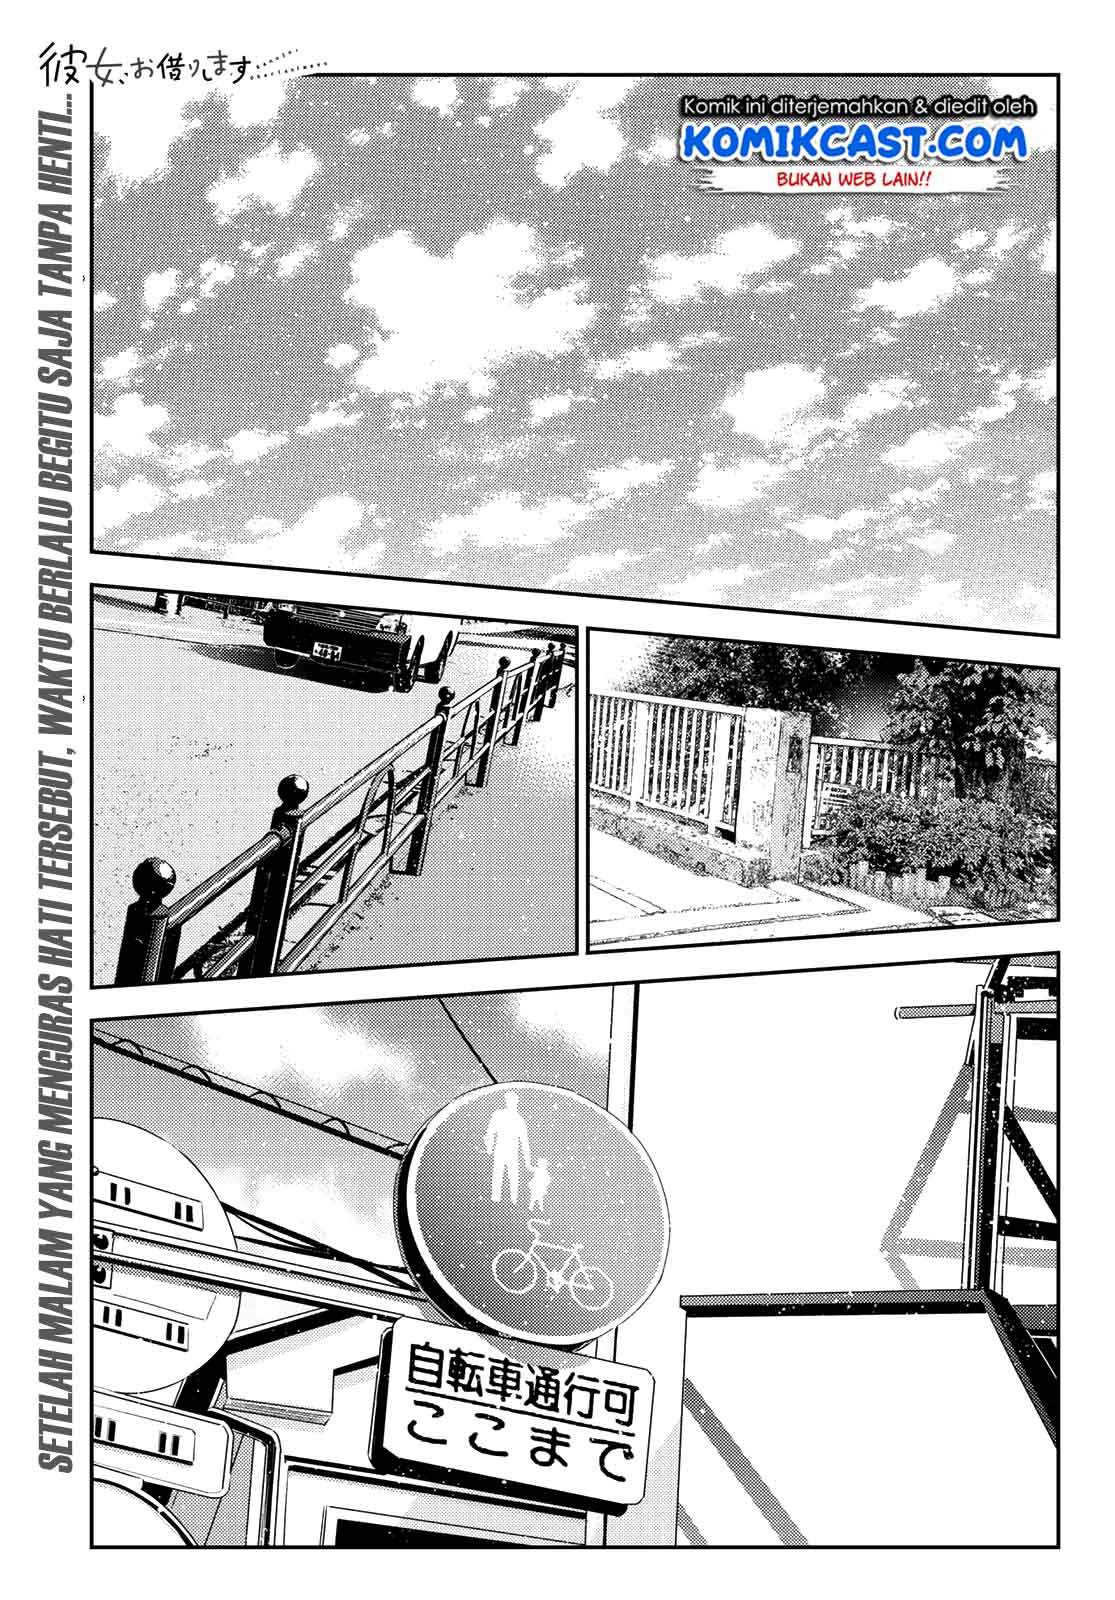 彼女、お借りします
Komik ini diterjemahkan & diedit oleh
KOMIKCAST.COM
BUKAN WEB LAIN!!
SETELAH MALAM YANG MENGURAS HATI TERSEBUT, WAKTU BERLALU BEGITU SAJA TANPA HENTI...
自転車通行可
ここまで